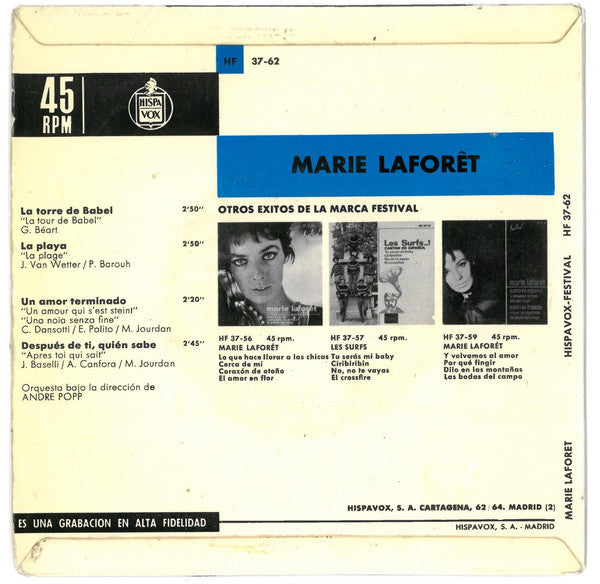 HF 37-62
45
RPM
HISPA
VOX
MARIE LAFORÊT
La torre de Babel 2'50"
"La tour de Babel"
G. Béart
La playa 2'50"
"La plage"
J. Van Wetter / P. Barouh
Un amor terminado 2'20"
"Un amour qui s'est steint"
"Una noia senza fine"
C. Dansotti / E. Polito / M. Jourdan
Después de ti, quién sabe 2'45"
"Apres toi qui sait"
J. Baselli / A. Canfora / M. Jourdan
Orquesta bajo la dirección de
ANDRE POPP
OTROS EXITOS DE LA MARCA FESTIVAL
marie laforêt
Les Surfs..!
CANTAN EN ESPAÑOL
marie laforêt
HF 37-56 45 rpm.
MARIE LAFORÊT
Lo que hace llorar a las chicas
Cerca de mí
Corazón de otoño
El amor en flor
HF 37-57 45 rpm.
LES SURFS
Tu serás mi baby
Ciribiribin
No, no te vayas
El crossfire
HF 37-59 45 rpm.
MARIE LAFORÊT
Y volvamos al amor
Por qué fingir
Dilo en las montañas
Las bodas del campo
HISPAVOX, S. A. CARTAGENA, 62/64. MADRID (2)
HISPAVOX, S. A. - MADRID
ES UNA GRABACION EN ALTA FIDELIDAD
MARIE LAFORET HISPAVOX-FESTIVAL HF 37-62